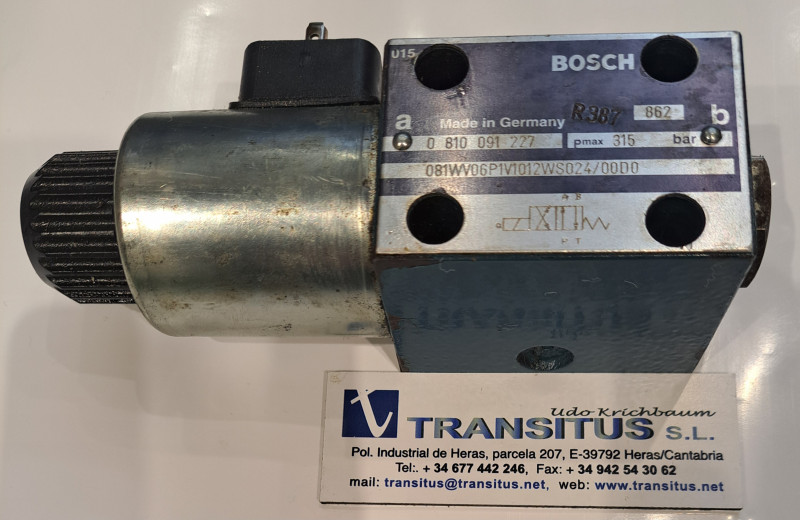 U15
BOSCH
R387 862
a Made in Germany b
0 810 091 227 pmax 315 bar
081WV06P1V1012WS024/00D0
A B
P T
Udo Krichbaum
TRANSITUS S.L.
Pol. Industrial de Heras, parcela 207, E-39792 Heras/Cantabria
Tel:. + 34 677 442 246, Fax: + 34 942 54 30 62
mail: transitus@transitus.net, web: www.transitus.net